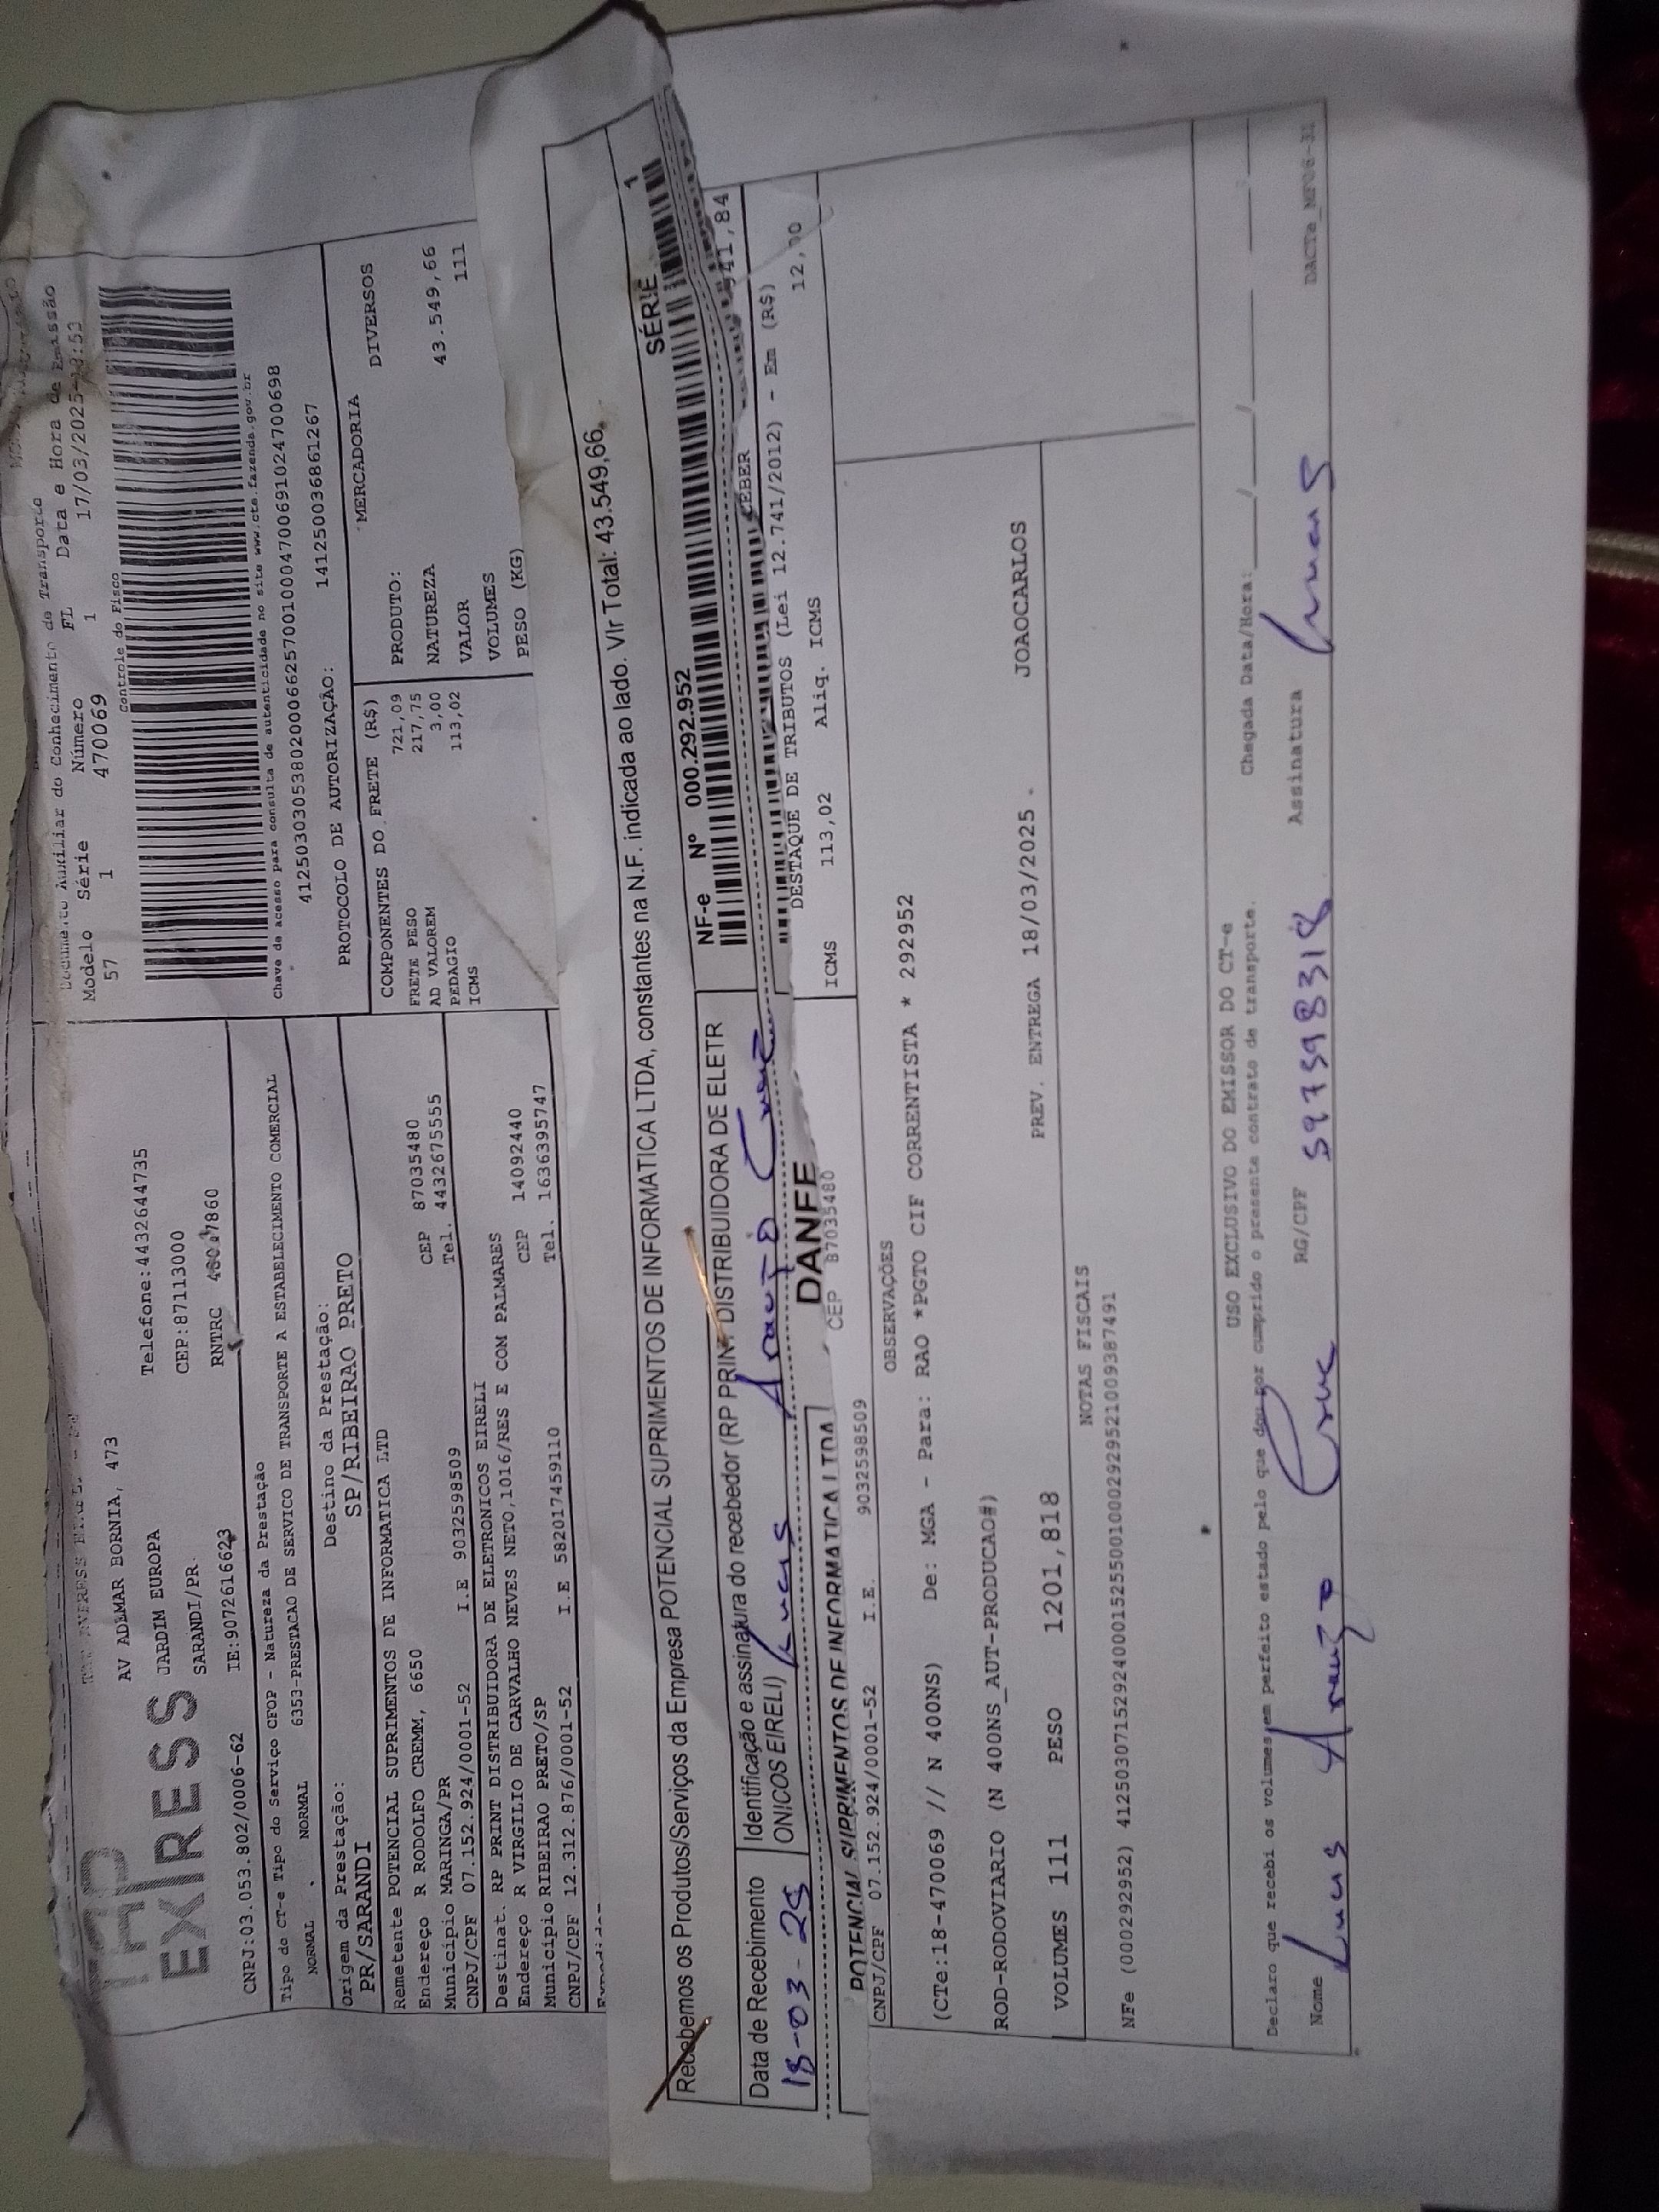 Documento Auxiliar do Conhecimento de Transporte
Modelo Série Número FL Data e Hora de Emissão
57 1 470069 1 17/03/2025
Controle do Fisco
Chave de acesso para consulta de autenticidade no site www.cte.fazenda.gov.br
41250303053802000662570010004700691024700698
PROTOCOLO DE AUTORIZAÇÃO: 141250036861267
EXPRESS
AV ADEMAR BORNIA, 473
JARDIM EUROPA
SARANDI/PR
Telefone:4432644735
CEP:87113000
CNPJ:03.053.802/0006-62 IE:9072616623 RNTRC
Tipo do CT-e Tipo do Serviço CFOP - Natureza da Prestação
NORMAL NORMAL 6353-PRESTACAO DE SERVICO DE TRANSPORTE A ESTABELECIMENTO COMERCIAL
Origem da Prestação: Destino da Prestação:
PR/SARANDI SP/RIBEIRAO PRETO
Remetente POTENCIAL SUPRIMENTOS DE INFORMATICA LTD
Endereço R RODOLFO CREMM, 6650 CEP 87035480
Município MARINGA/PR Tel. 4432675555
CNPJ/CPF 07.152.924/0001-52 I.E 9032598509
Destinat. RP PRINT DISTRIBUIDORA DE ELETRONICOS EIRELI
Endereço R VIRGILIO DE CARVALHO NEVES NETO,1016/RES E COM PALMARES
Município RIBEIRAO PRETO/SP CEP 14092440
CNPJ/CPF 12.312.876/0001-52 I.E 582017459110 Tel. 1636395747
COMPONENTES DO FRETE (R$)
FRETE PESO 721,09
AD VALOREM 217,75
PEDAGIO 3,00
ICMS 113,02
MERCADORIA
PRODUTO: DIVERSOS
NATUREZA
VALOR 43.549,66
VOLUMES 111
PESO (KG)
Recebemos os Produtos/Serviços da Empresa POTENCIAL SUPRIMENTOS DE INFORMATICA LTDA, constantes na N.F. indicada ao lado. Vlr Total: 43.549,66.
Data de Recebimento
18-03-25
Identificação e assinatura do recebedor (RP PRINT DISTRIBUIDORA DE ELETR
ONICOS EIRELI) Lucas Araujo Cruz
NF-e Nº 000.292.952 SÉRIE 1
POTENCIAL SUPRIMENTOS DE INFORMATICA LTDA
DANFE
CEP 87035480
CNPJ/CPF 07.152.924/0001-52 I.E. 9032598509
DESTAQUE DE TRIBUTOS (Lei 12.741/2012) - Em (R$)
ICMS 113,02 Aliq. ICMS 12,00
OBSERVAÇÕES
(CTe:18-470069 // N 400NS) De: MGA - Para: RAO *PGTO CIF CORRENTISTA * 292952
ROD-RODOVIARIO (N 400NS_AUT-PRODUCAO#)
VOLUMES 111 PESO 1201,818 PREV. ENTREGA 18/03/2025 . JOAOCARLOS
NOTAS FISCAIS
NFe (000292952) 41250307152924000152550010002929521009387491
USO EXCLUSIVO DO EMISSOR DO CT-e
Declaro que recebi os volumes em perfeito estado pelo que dou por cumprido o presente contrato de transporte. Chegada Data/Hora:
Nome Lucas Araujo Cruz RG/CPF Assinatura Lucas